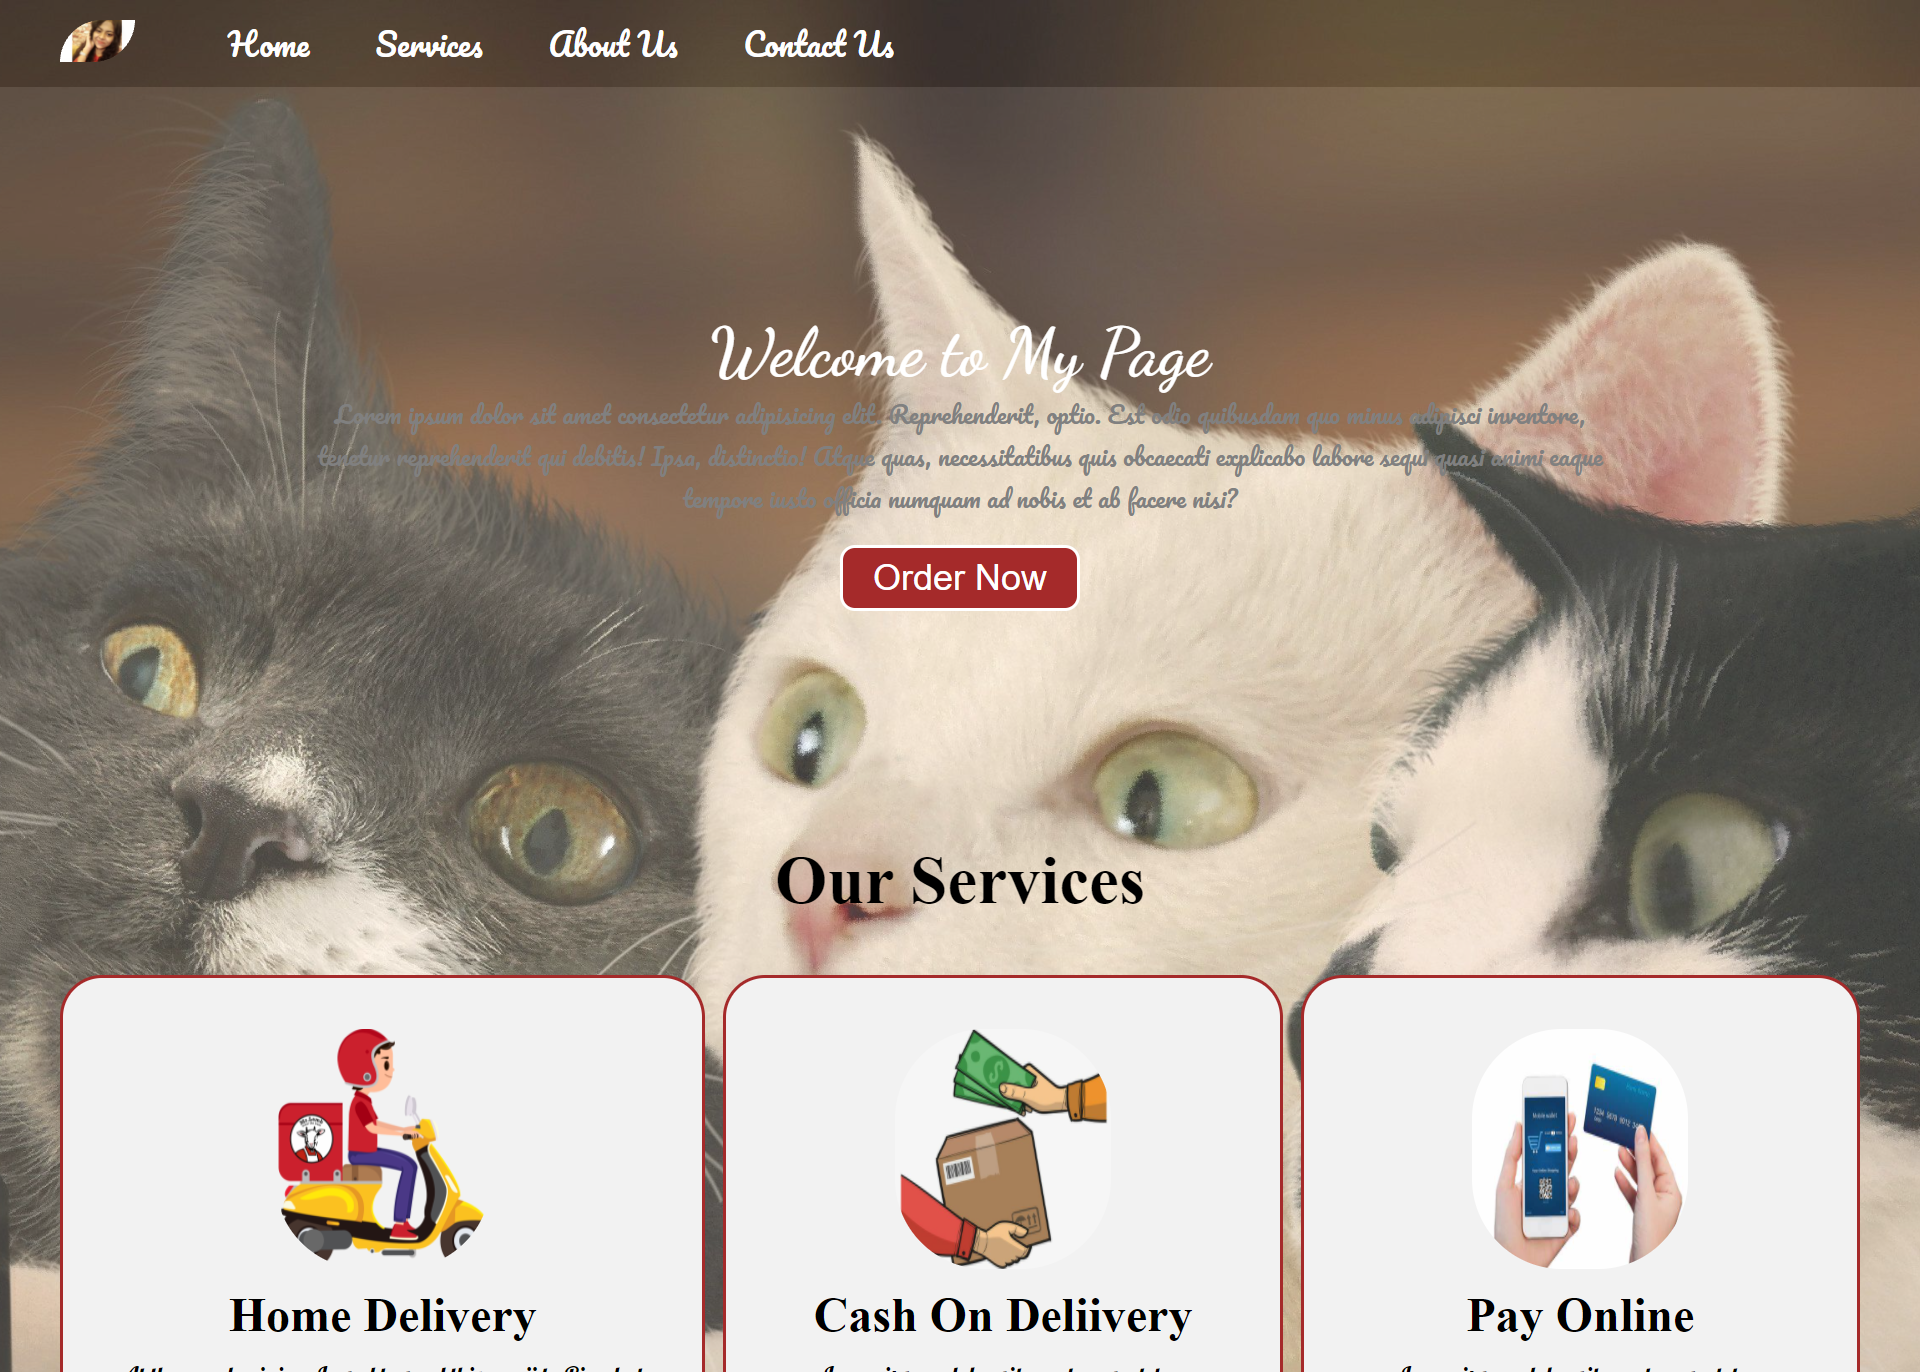 Home Services About Us Contact Us
Welcome to My Page
Lorem ipsum dolor sit amet consectetur adipisicing elit. Reprehenderit, optio. Est odio quibusdam quo minus adipisci inventore,
tenetur reprehenderit qui debitis! Ipsa, distinctio! Atque quas, necessitatibus quis obcaecati explicabo labore sequi quasi animi eaque
tempore iusto officia numquam ad nobis et ab facere nisi?
Order Now
Our Services
Home Delivery
Cash On Deliivery
Pay Online